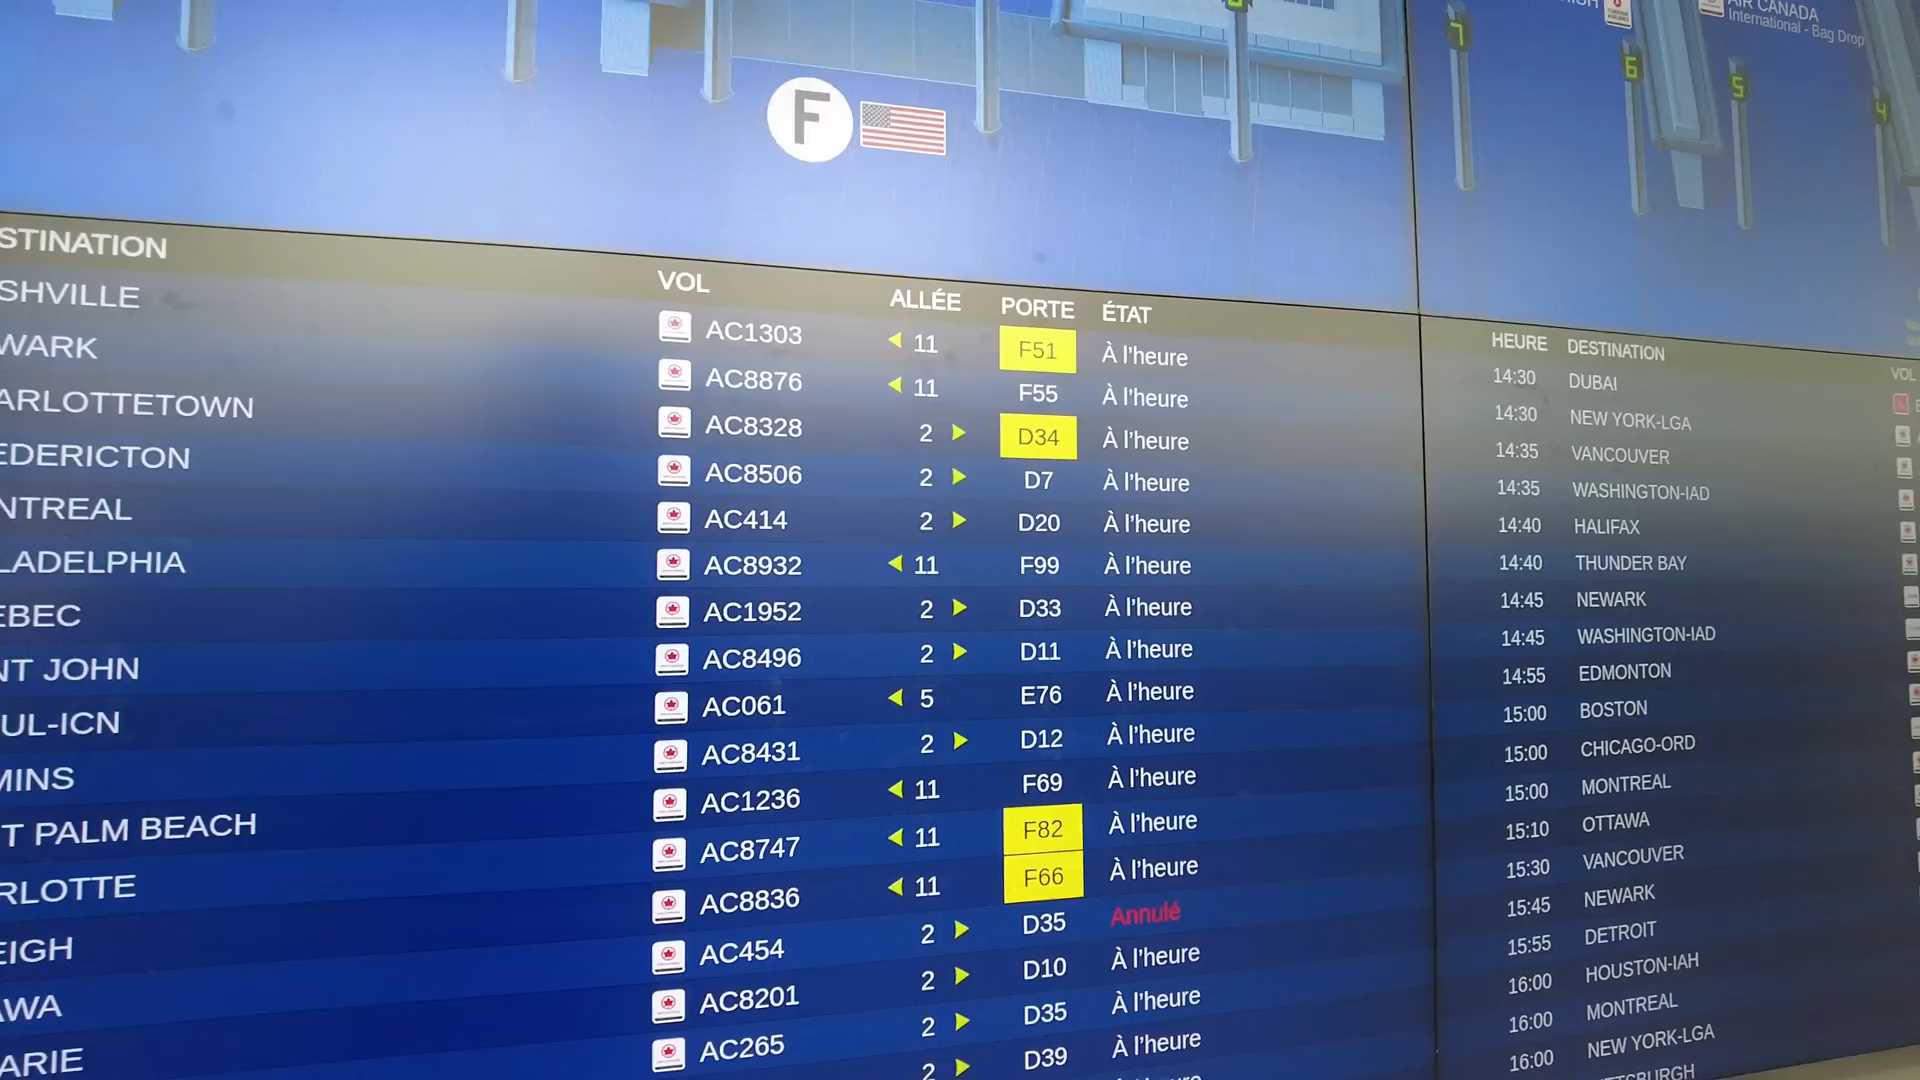 F
7
6
5
4
AIR CANADA
International - Bag Drop
STINATION VOL ALLÉE PORTE ÉTAT
SHVILLE AC1303 11 F51 À l'heure
WARK AC8876 11 F55 À l'heure
ARLOTTETOWN AC8328 2 D34 À l'heure
EDERICTON AC8506 2 D7 À l'heure
NTREAL AC414 2 D20 À l'heure
LADELPHIA AC8932 11 F99 À l'heure
EBEC AC1952 2 D33 À l'heure
NT JOHN AC8496 2 D11 À l'heure
UL-ICN AC061 5 E76 À l'heure
MINS AC8431 2 D12 À l'heure
T PALM BEACH AC1236 11 F69 À l'heure
RLOTTE AC8747 11 F82 À l'heure
EIGH AC8836 11 F66 À l'heure
AWA AC454 2 D35 Annulé
ARIE AC8201 2 D10 À l'heure
AC265 2 D35 À l'heure
2 D39 À l'heure
HEURE DESTINATION VOL
14:30 DUBAI
14:30 NEW YORK-LGA
14:35 VANCOUVER
14:35 WASHINGTON-IAD
14:40 HALIFAX
14:40 THUNDER BAY
14:45 NEWARK
14:45 WASHINGTON-IAD
14:55 EDMONTON
15:00 BOSTON
15:00 CHICAGO-ORD
15:00 MONTREAL
15:10 OTTAWA
15:30 VANCOUVER
15:45 NEWARK
15:55 DETROIT
16:00 HOUSTON-IAH
16:00 MONTREAL
16:00 NEW YORK-LGA